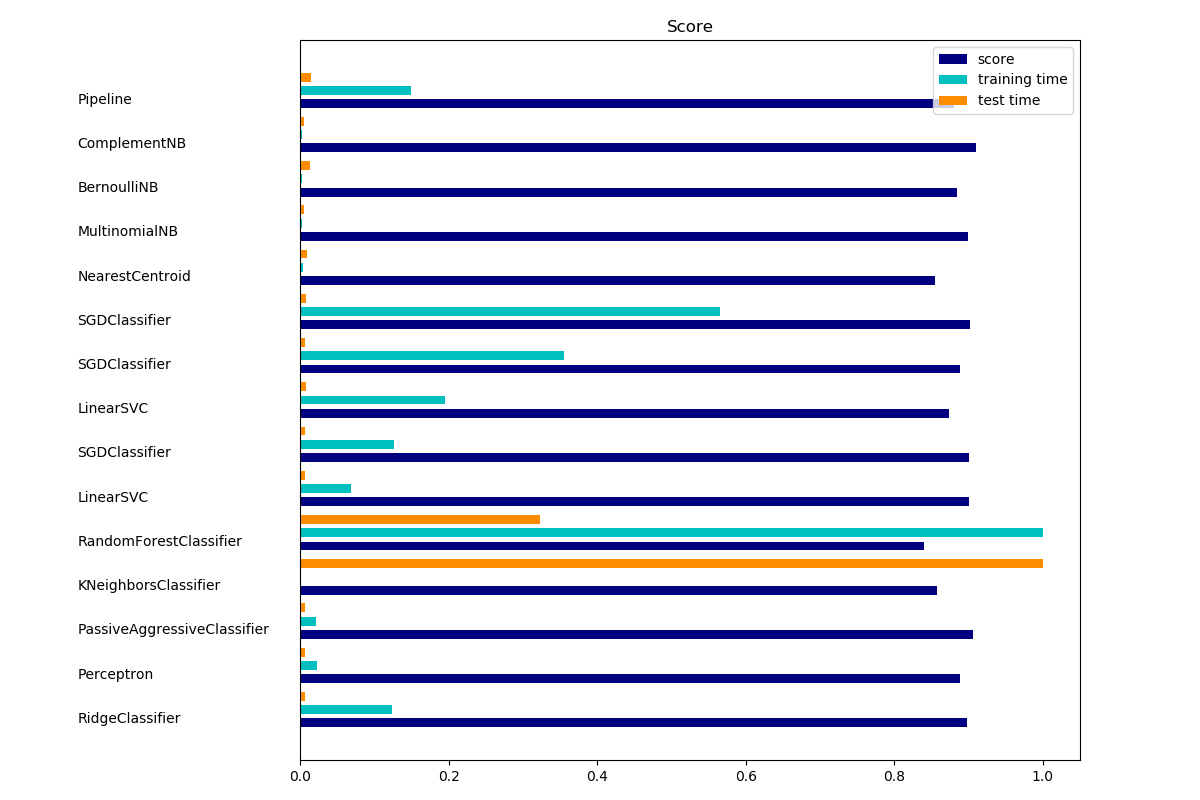 Score
score
training time
test time
Pipeline
ComplementNB
BernoulliNB
MultinomialNB
NearestCentroid
SGDClassifier
SGDClassifier
LinearSVC
SGDClassifier
LinearSVC
RandomForestClassifier
KNeighborsClassifier
PassiveAggressiveClassifier
Perceptron
RidgeClassifier
0.0 0.2 0.4 0.6 0.8 1.0